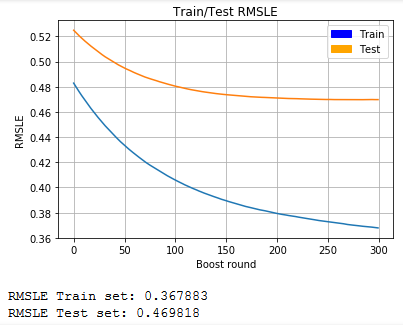 Train/Test RMSLE
Train
Test
0.52
0.50
0.48
0.46
0.44
0.42
0.40
0.38
0.36
RMSLE
0 50 100 150 200 250 300
Boost round
RMSLE Train set: 0.367883
RMSLE Test set: 0.469818